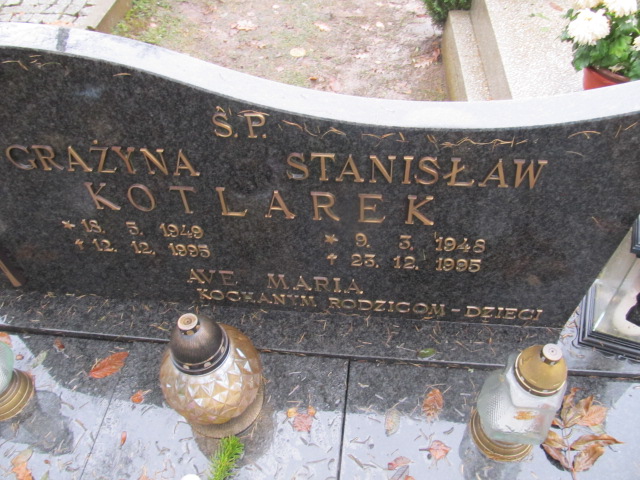 Ś.P.
GRAŻYNA STANISŁAW
KOTLAREK
* 18. 5. 1949 * 9. 3. 1948
† 12. 12. 1995 † 23. 12. 1995
AVE MARIA
KOCHANYM RODZICOM - DZIECI